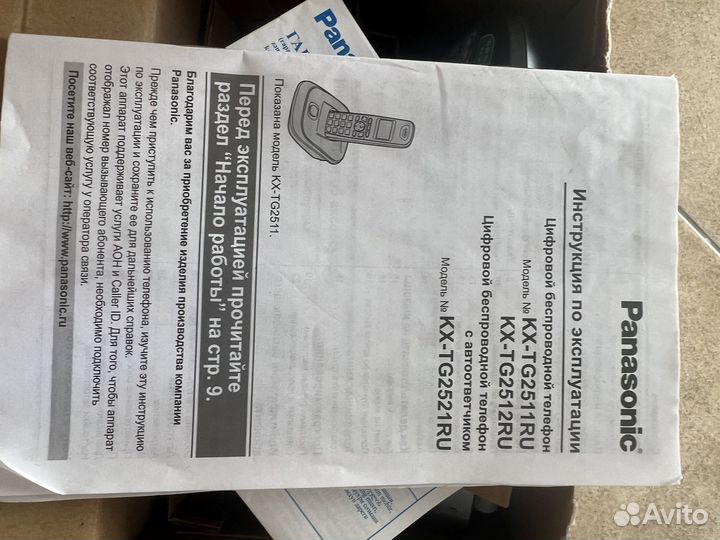 Panasonic
Инструкция по эксплуатации
Цифровой беспроводной телефон
Модель № KX-TG2511RU
KX-TG2512RU
Цифровой беспроводной телефон
с автоответчиком
Модель № KX-TG2521RU
Показана модель KX-TG2511.
Перед эксплуатацией прочитайте
раздел "Начало работы" на стр. 9.
Благодарим вас за приобретение изделия производства компании
Panasonic.
Прежде чем приступить к использованию телефона, изучите эту инструкцию
по эксплуатации и сохраните ее для дальнейших справок.
Этот аппарат поддерживает услуги АОН и Caller ID. Для того, чтобы аппарат
отображал номер вызывающего абонента, необходимо подключить
соответствующую услугу у оператора связи.
Посетите наш веб-сайт: http://www.panasonic.ru
Avito